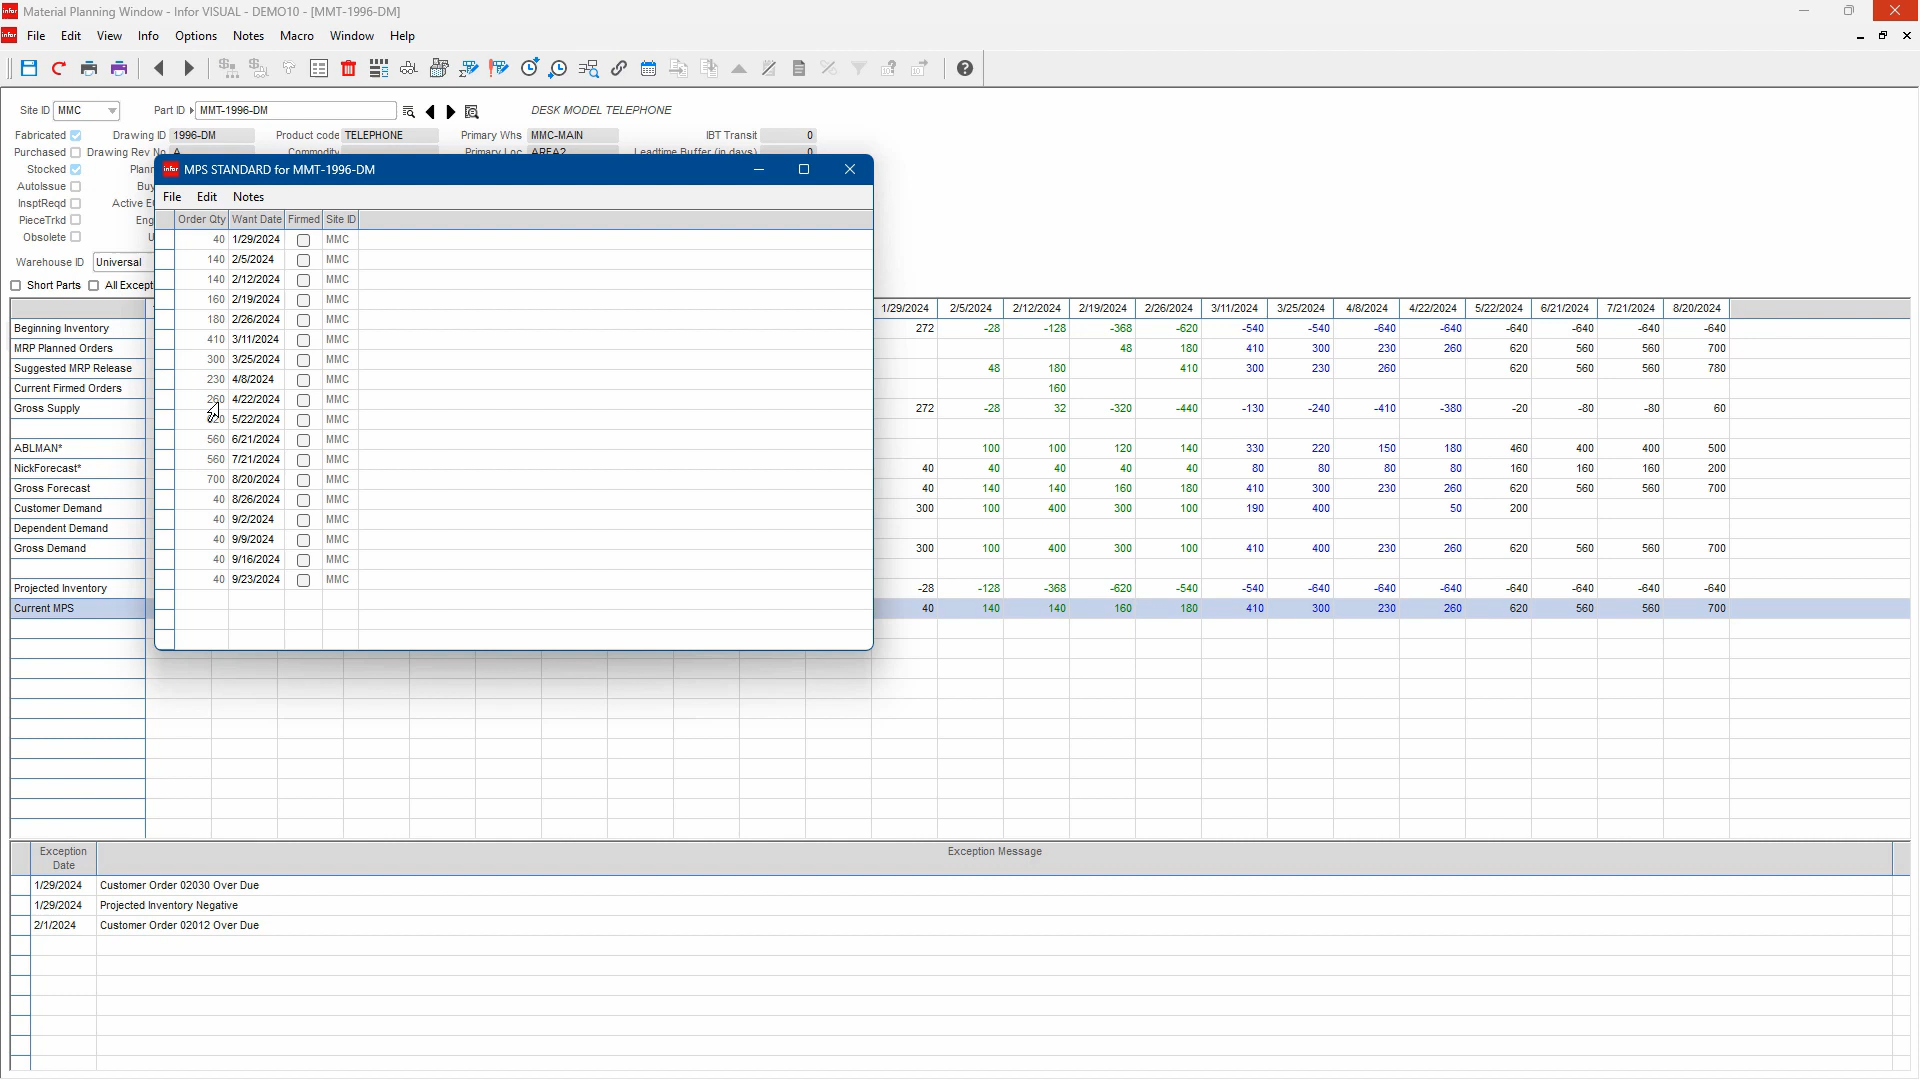 Material Planning Window - Infor VISUAL - DEMO10 - [MMT-1996-DM]
File Edit View Info Options Notes Macro Window Help
Site ID MMC Part ID MMT-1996-DM DESK MODEL TELEPHONE
Fabricated Drawing ID 1996-DM Product code TELEPHONE Primary Whs MMC-MAIN IBT Transit 0
Purchased Drawing Rev No A Commodity Primary Loc AREA2 Leadtime Buffer (in days) 0
Stocked
AutoIssue
InsptReqd
PieceTrkd
Obsolete
Warehouse ID Universal
Short Parts All Except
infor MPS STANDARD for MMT-1996-DM
File Edit Notes
Order Qty Want Date Firmed Site ID
40 1/29/2024 MMC
140 2/5/2024 MMC
140 2/12/2024 MMC
160 2/19/2024 MMC
180 2/26/2024 MMC
410 3/11/2024 MMC
300 3/25/2024 MMC
230 4/8/2024 MMC
260 4/22/2024 MMC
620 5/22/2024 MMC
560 6/21/2024 MMC
560 7/21/2024 MMC
700 8/20/2024 MMC
40 8/26/2024 MMC
40 9/2/2024 MMC
40 9/9/2024 MMC
40 9/16/2024 MMC
40 9/23/2024 MMC
1/29/2024 2/5/2024 2/12/2024 2/19/2024 2/26/2024 3/11/2024 3/25/2024 4/8/2024 4/22/2024 5/22/2024 6/21/2024 7/21/2024 8/20/2024
Beginning Inventory 272 -28 -128 -368 -620 -540 -540 -640 -640 -640 -640 -640 -640
MRP Planned Orders 48 180 410 300 230 260 620 560 560 700
Suggested MRP Release 48 180 410 300 230 260 620 560 560 780
Current Firmed Orders 160
Gross Supply 272 -28 32 -320 -440 -130 -240 -410 -380 -20 -80 -80 60
ABLMAN* 100 100 120 140 330 220 150 180 460 400 400 500
NickForecast* 40 40 40 40 40 80 80 80 80 160 160 160 200
Gross Forecast 40 140 140 160 180 410 300 230 260 620 560 560 700
Customer Demand 300 100 400 300 100 190 400 50 200
Dependent Demand
Gross Demand 300 100 400 300 100 410 400 230 260 620 560 560 700
Projected Inventory -28 -128 -368 -620 -540 -540 -640 -640 -640 -640 -640 -640 -640
Current MPS 40 140 140 160 180 410 300 230 260 620 560 560 700
Exception Date Exception Message
1/29/2024 Customer Order 02030 Over Due
1/29/2024 Projected Inventory Negative
2/1/2024 Customer Order 02012 Over Due